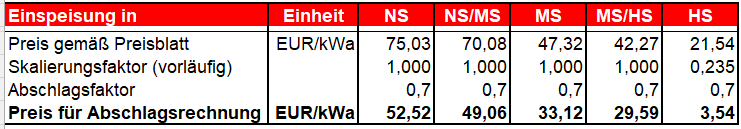 Einspeisung in Einheit NS NS/MS MS MS/HS HS
Preis gemäß Preisblatt EUR/kWa 75,03 70,08 47,32 42,27 21,54
Skalierungsfaktor (vorläufig) 1,000 1,000 1,000 1,000 0,235
Abschlagsfaktor 0,7 0,7 0,7 0,7 0,7
Preis für Abschlagsrechnung EUR/kWa 52,52 49,06 33,12 29,59 3,54